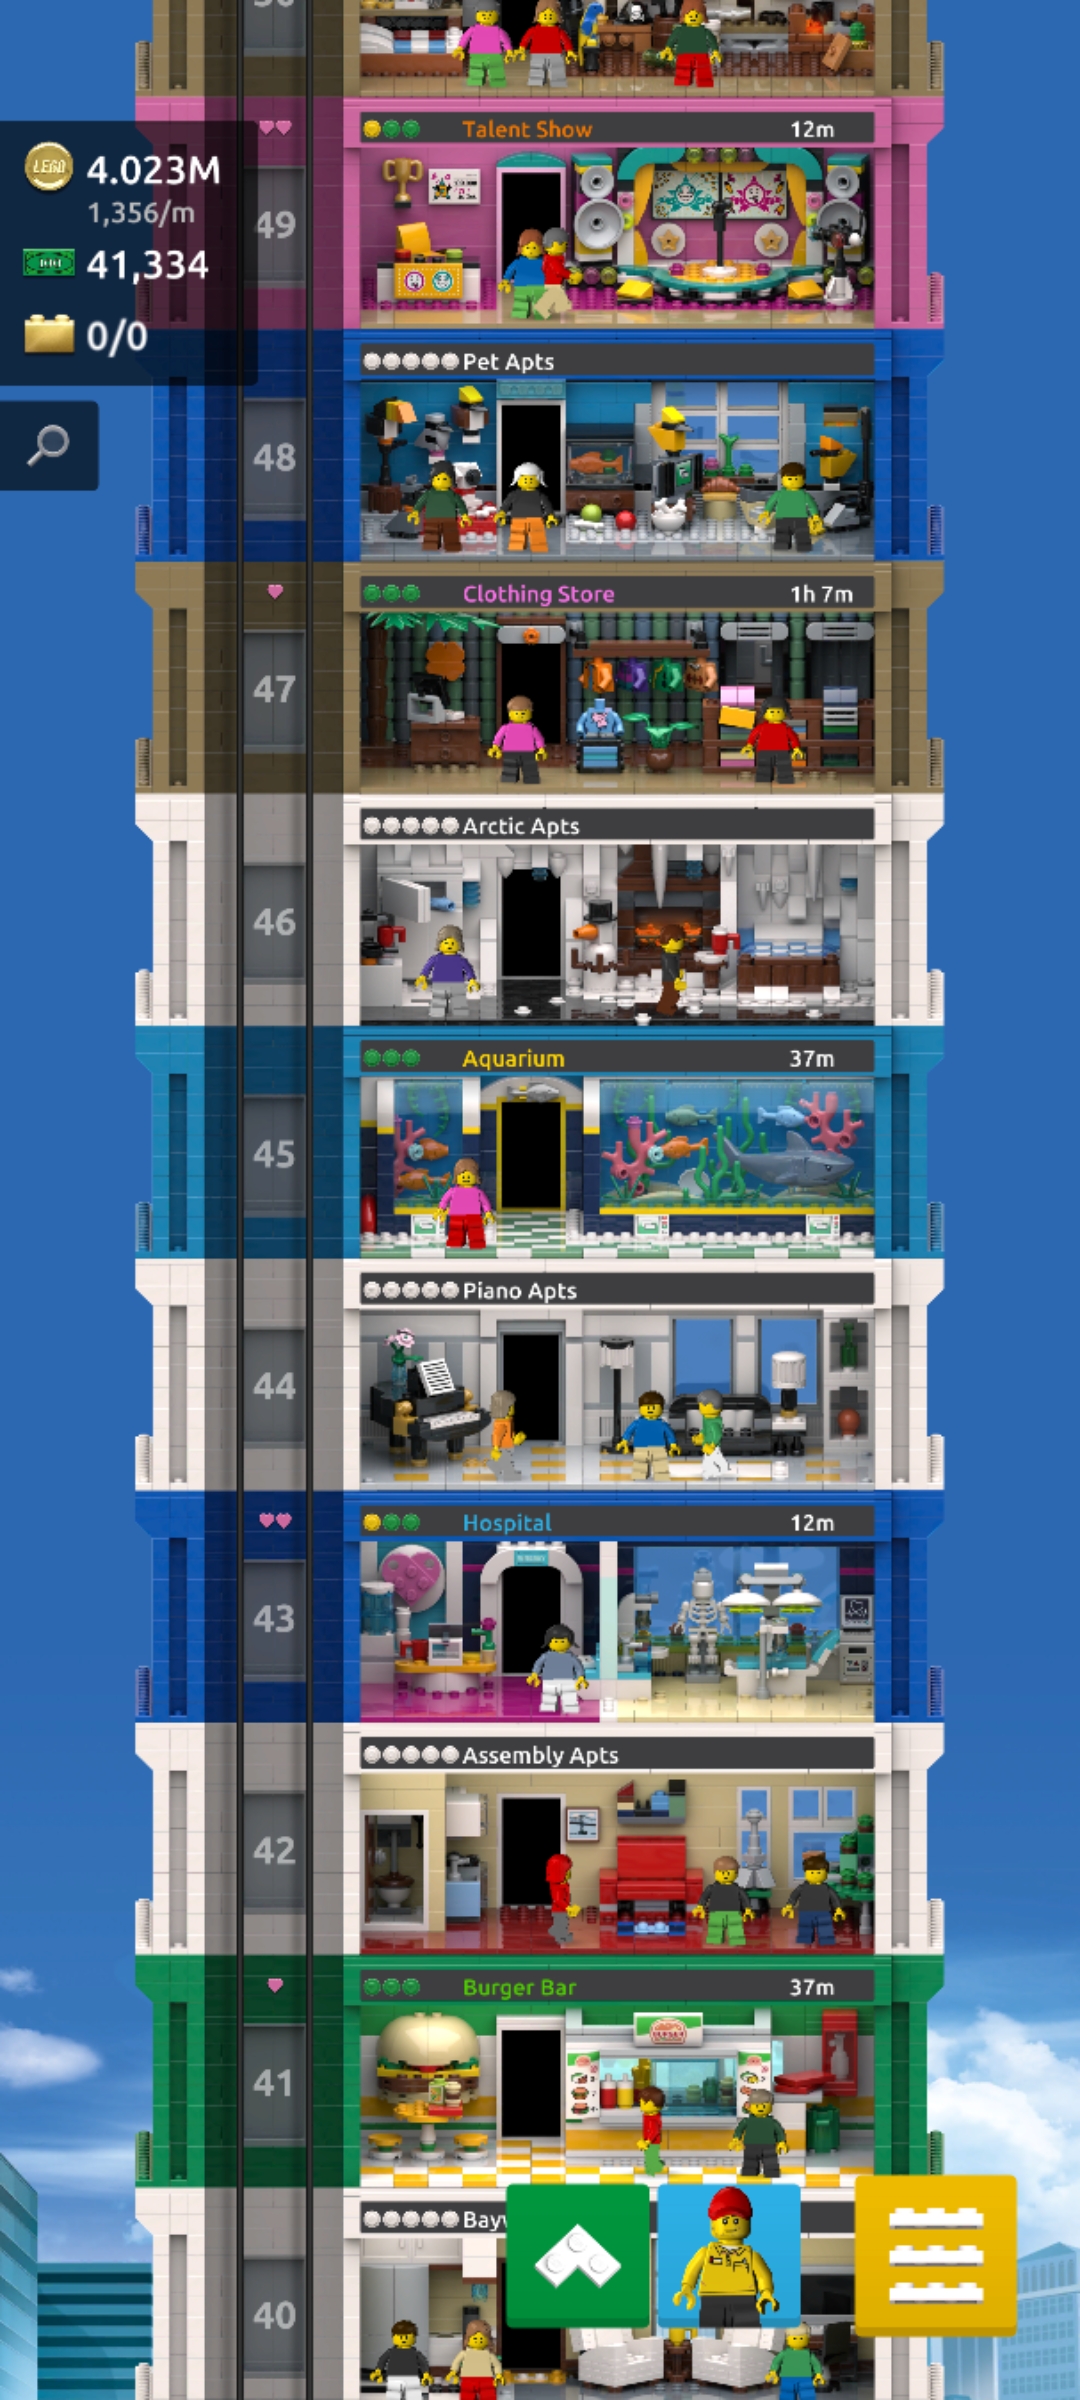 Talent Show 12m
LEGO 4.023M
1,356/m
49
41,334
0/0
Pet Apts
48
Clothing Store 1h 7m
47
Arctic Apts
46
Aquarium 37m
45
Piano Apts
44
Hospital 12m
43
Assembly Apts
42
Burger Bar 37m
BURGER
41
40